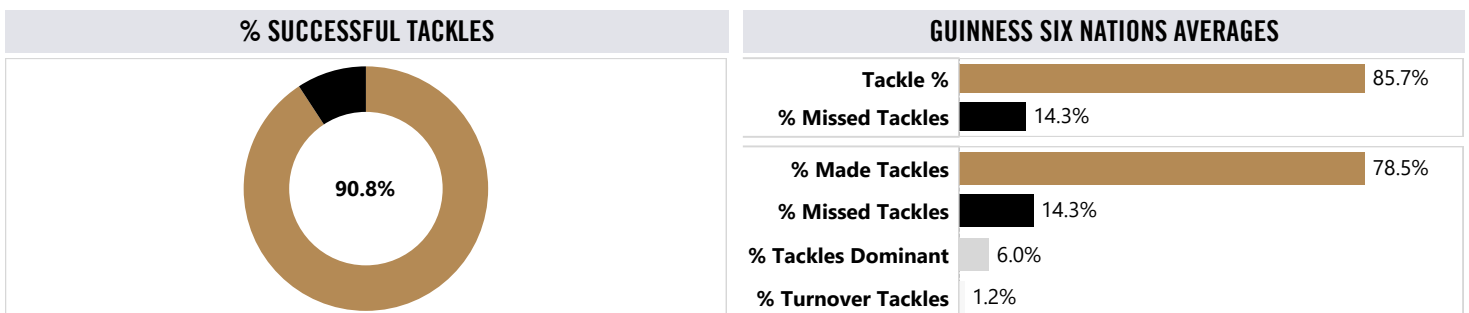 % SUCCESSFUL TACKLES
90.8%
GUINNESS SIX NATIONS AVERAGES
Tackle % 85.7%
% Missed Tackles 14.3%
% Made Tackles 78.5%
% Missed Tackles 14.3%
% Tackles Dominant 6.0%
% Turnover Tackles 1.2%